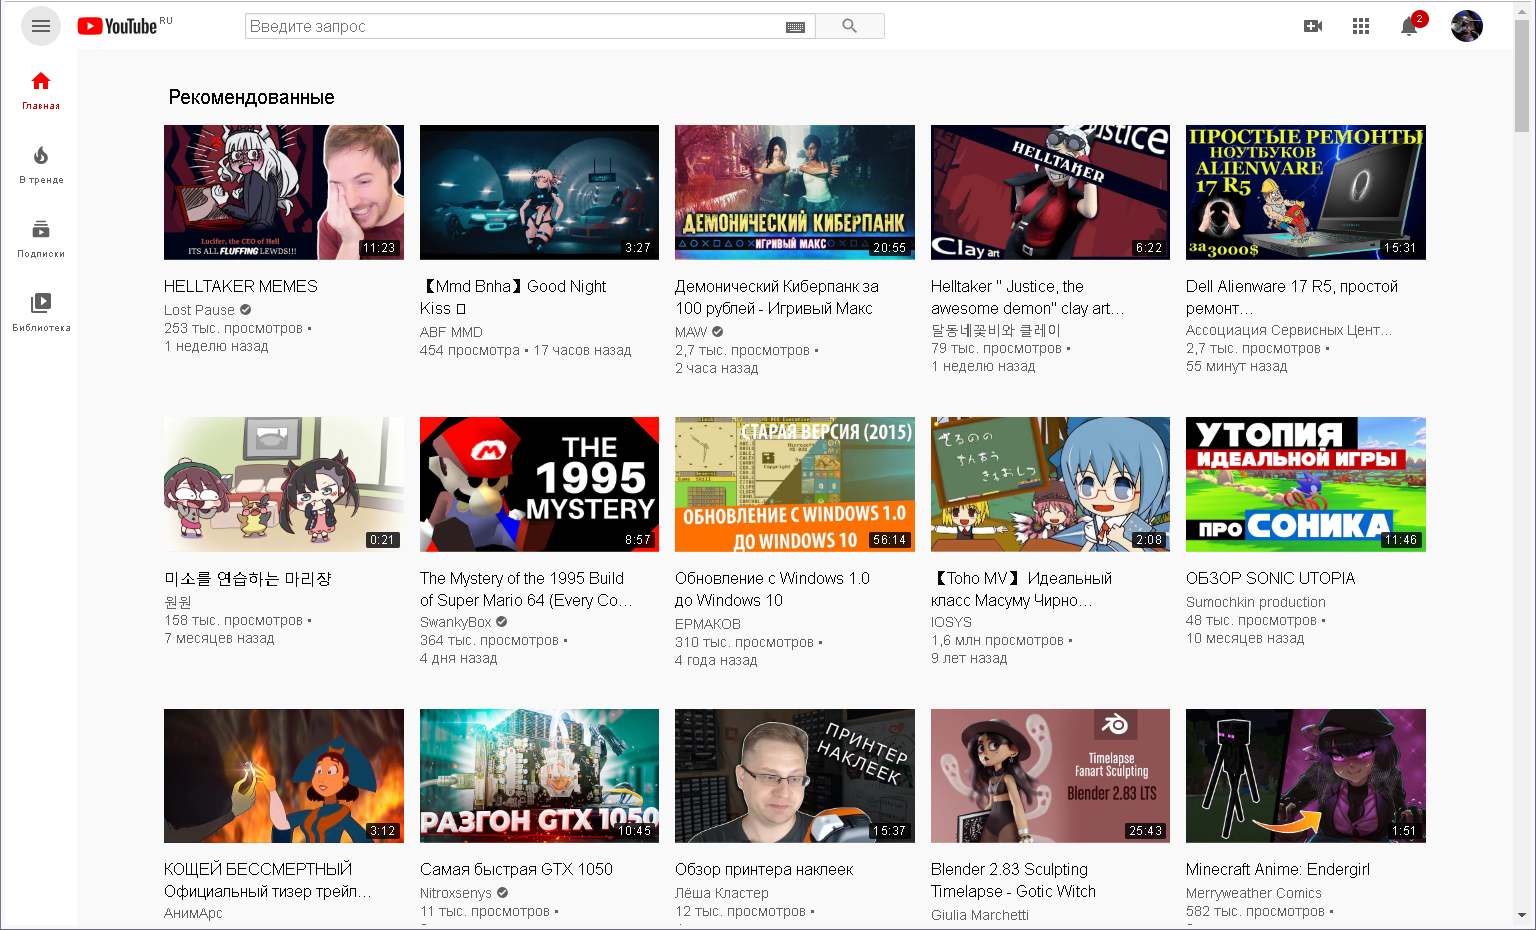 YouTube RU
Введите запрос
2
Главная
В тренде
Подписки
Библиотека
Рекомендованные
Lucifer, the CEO of Hell
ITS ALL FLUFFING LEWDS!!!
11:23
HELLTAKER MEMES
Lost Pause
253 тыс. просмотров •
1 неделю назад
3:27
【Mmd Bnha】Good Night
Kiss
ABF MMD
454 просмотра • 17 часов назад
ДЕМОНИЧЕСКИЙ КИБЕРПАНК
ИГРИВЫЙ МАКС
20:55
Демонический Киберпанк за
100 рублей - Игривый Макс
MAW
2,7 тыс. просмотров •
2 часа назад
Justice
HELLTAKER
Clay art
6:22
Helltaker " Justice, the
awesome demon" clay art...
달동네꽃비와 클레이
79 тыс. просмотров •
1 неделю назад
ПРОСТЫЕ РЕМОНТЫ
НОУТБУКОВ
ALIENWARE
17 R5
за 3000$
15:31
Dell Alienware 17 R5, простой
ремонт...
Ассоциация Сервисных Цент...
2,7 тыс. просмотров •
55 минут назад
0:21
미소를 연습하는 마리쟝
원원
158 тыс. просмотров •
7 месяцев назад
THE
1995
MYSTERY
8:57
The Mystery of the 1995 Build
of Super Mario 64 (Every Co...
SwankyBox
364 тыс. просмотров •
4 дня назад
СТАРАЯ ВЕРСИЯ (2015)
ОБНОВЛЕНИЕ С WINDOWS 1.0
ДО WINDOWS 10
56:14
Обновление с Windows 1.0
до Windows 10
ЕРМАКОВ
310 тыс. просмотров •
4 года назад
2:08
【Toho MV】 Идеальный
класс Масуму Чирно...
IOSYS
1,6 млн просмотров •
9 лет назад
УТОПИЯ
ИДЕАЛЬНОЙ ИГРЫ
ПРО СОНИКА
11:46
ОБЗОР SONIC UTOPIA
Sumochkin production
48 тыс. просмотров •
10 месяцев назад
3:12
КОЩЕЙ БЕССМЕРТНЫЙ
Официальный тизер трейл...
АнимАрс
РАЗГОН GTX 1050
10:45
Самая быстрая GTX 1050
Nitroxsenys
11 тыс. просмотров •
ПРИНТЕР
НАКЛЕЕК
15:37
Обзор принтера наклеек
Лёша Кластер
12 тыс. просмотров •
Timelapse
Fanart Sculpting
Blender 2.83 LTS
25:43
Blender 2.83 Sculpting
Timelapse - Gotic Witch
Giulia Marchetti
1:51
Minecraft Anime: Endergirl
Merryweather Comics
582 тыс. просмотров •